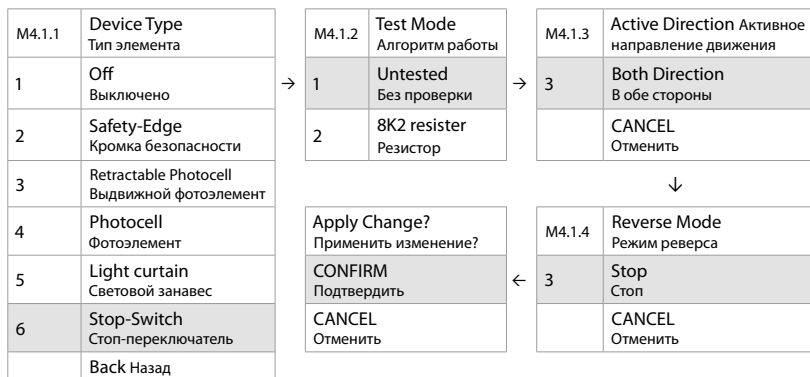 M4.1.1 Device Type
Тип элемента
1 Off
Выключено
2 Safety-Edge
Кромка безопасности
3 Retractable Photocell
Выдвижной фотоэлемент
4 Photocell
Фотоэлемент
5 Light curtain
Световой занавес
6 Stop-Switch
Стоп-переключатель
Back Назад
→
M4.1.2 Test Mode
Алгоритм работы
1 Untested
Без проверки
2 8K2 resister
Резистор
→
M4.1.3 Active Direction Активное
направление движения
3 Both Direction
В обе стороны
CANCEL
Отменить
↓
M4.1.4 Reverse Mode
Режим реверса
3 Stop
Стоп
CANCEL
Отменить
←
Apply Change?
Применить изменение?
CONFIRM
Подтвердить
CANCEL
Отменить